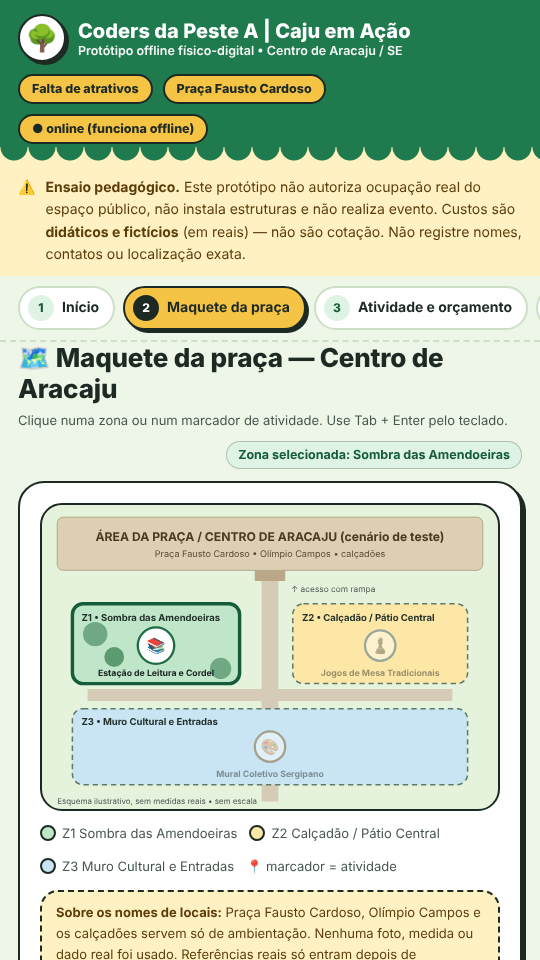 Coders da Peste A | Caju em Ação
Protótipo offline físico-digital • Centro de Aracaju / SE
Falta de atrativos
Praça Fausto Cardoso
● online (funciona offline)
⚠️ Ensaio pedagógico. Este protótipo não autoriza ocupação real do
espaço público, não instala estruturas e não realiza evento. Custos são
didáticos e fictícios (em reais) — não são cotação. Não registre nomes,
contatos ou localização exata.
1 Início
2 Maquete da praça
3 Atividade e orçamento
🗺️ Maquete da praça — Centro de
Aracaju
Clique numa zona ou num marcador de atividade. Use Tab + Enter pelo teclado.
Zona selecionada: Sombra das Amendoeiras
ÁREA DA PRAÇA / CENTRO DE ARACAJU (cenário de teste)
Praça Fausto Cardoso • Olímpio Campos • calçadões
↑ acesso com rampa
Z1 • Sombra das Amendoeiras
Estação de Leitura e Cordel
Z2 • Calçadão / Pátio Central
Jogos de Mesa Tradicionais
Z3 • Muro Cultural e Entradas
Mural Coletivo Sergipano
Esquema ilustrativo, sem medidas reais • sem escala
Z1 Sombra das Amendoeiras
Z2 Calçadão / Pátio Central
Z3 Muro Cultural e Entradas
📍 marcador = atividade
Sobre os nomes de locais: Praça Fausto Cardoso, Olímpio Campos e
os calçadões servem só de ambientação. Nenhuma foto, medida ou
dado real foi usado. Referências reais só entram depois de